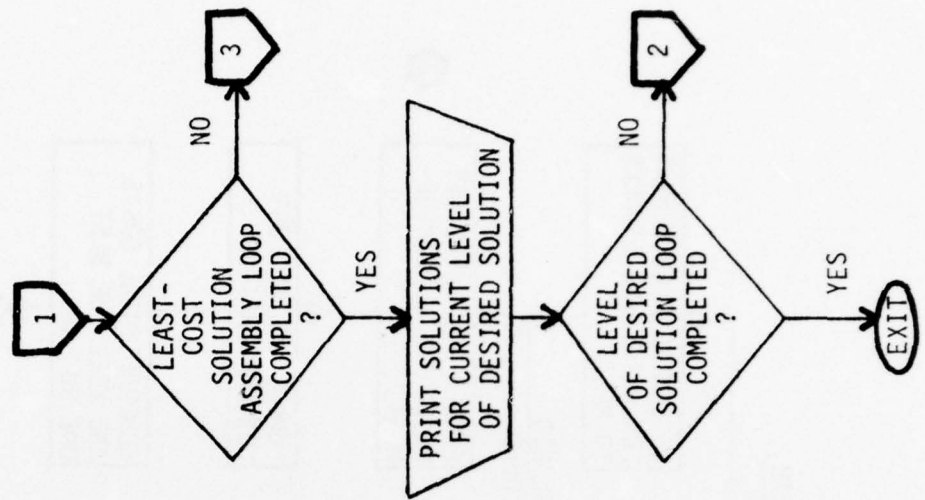 1
LEAST-
COST
SOLUTION
ASSEMBLY LOOP
COMPLETED
?
NO
3
YES
PRINT SOLUTIONS
FOR CURRENT LEVEL
OF DESIRED SOLUTION
LEVEL
OF DESIRED
SOLUTION LOOP
COMPLETED
?
NO
2
YES
EXIT